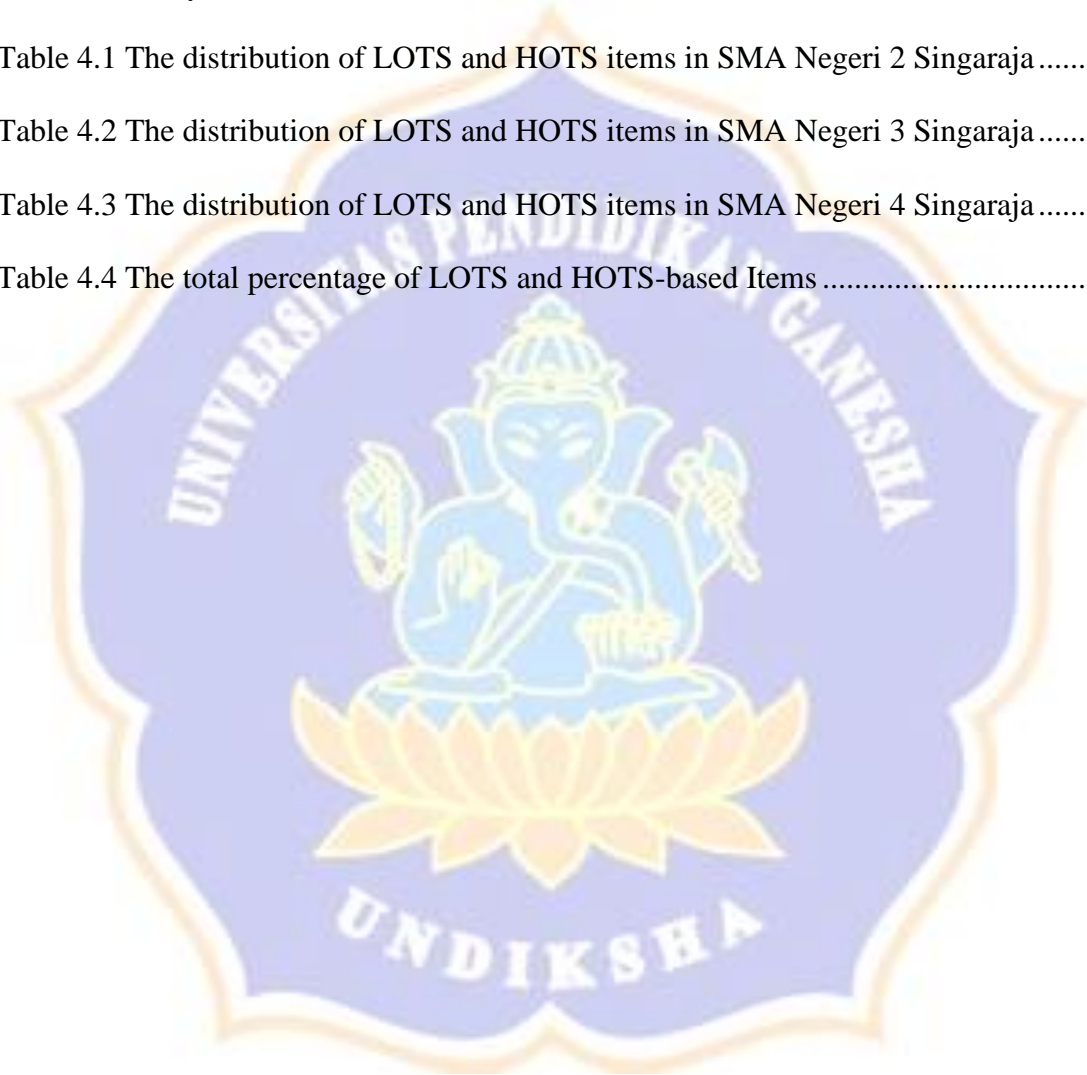 Table 4.1 The distribution of LOTS and HOTS items in SMA Negeri 2 Singaraja ......
Table 4.2 The distribution of LOTS and HOTS items in SMA Negeri 3 Singaraja ......
Table 4.3 The distribution of LOTS and HOTS items in SMA Negeri 4 Singaraja ......
Table 4.4 The total percentage of LOTS and HOTS-based Items .................................
UNIVERSITAS PENDIDIKAN GANESHA
UNDIKSHA